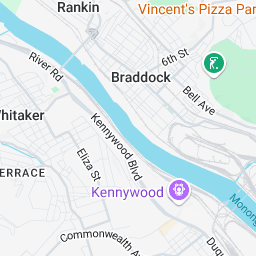 Rankin
Vincent's Pizza Par
6th St
River Rd
Braddock
Bell Ave
Whitaker
Kennywood Blvd
Eliza St
ERRACE
Kennywood
Monong
Commonwealth A
Duqu